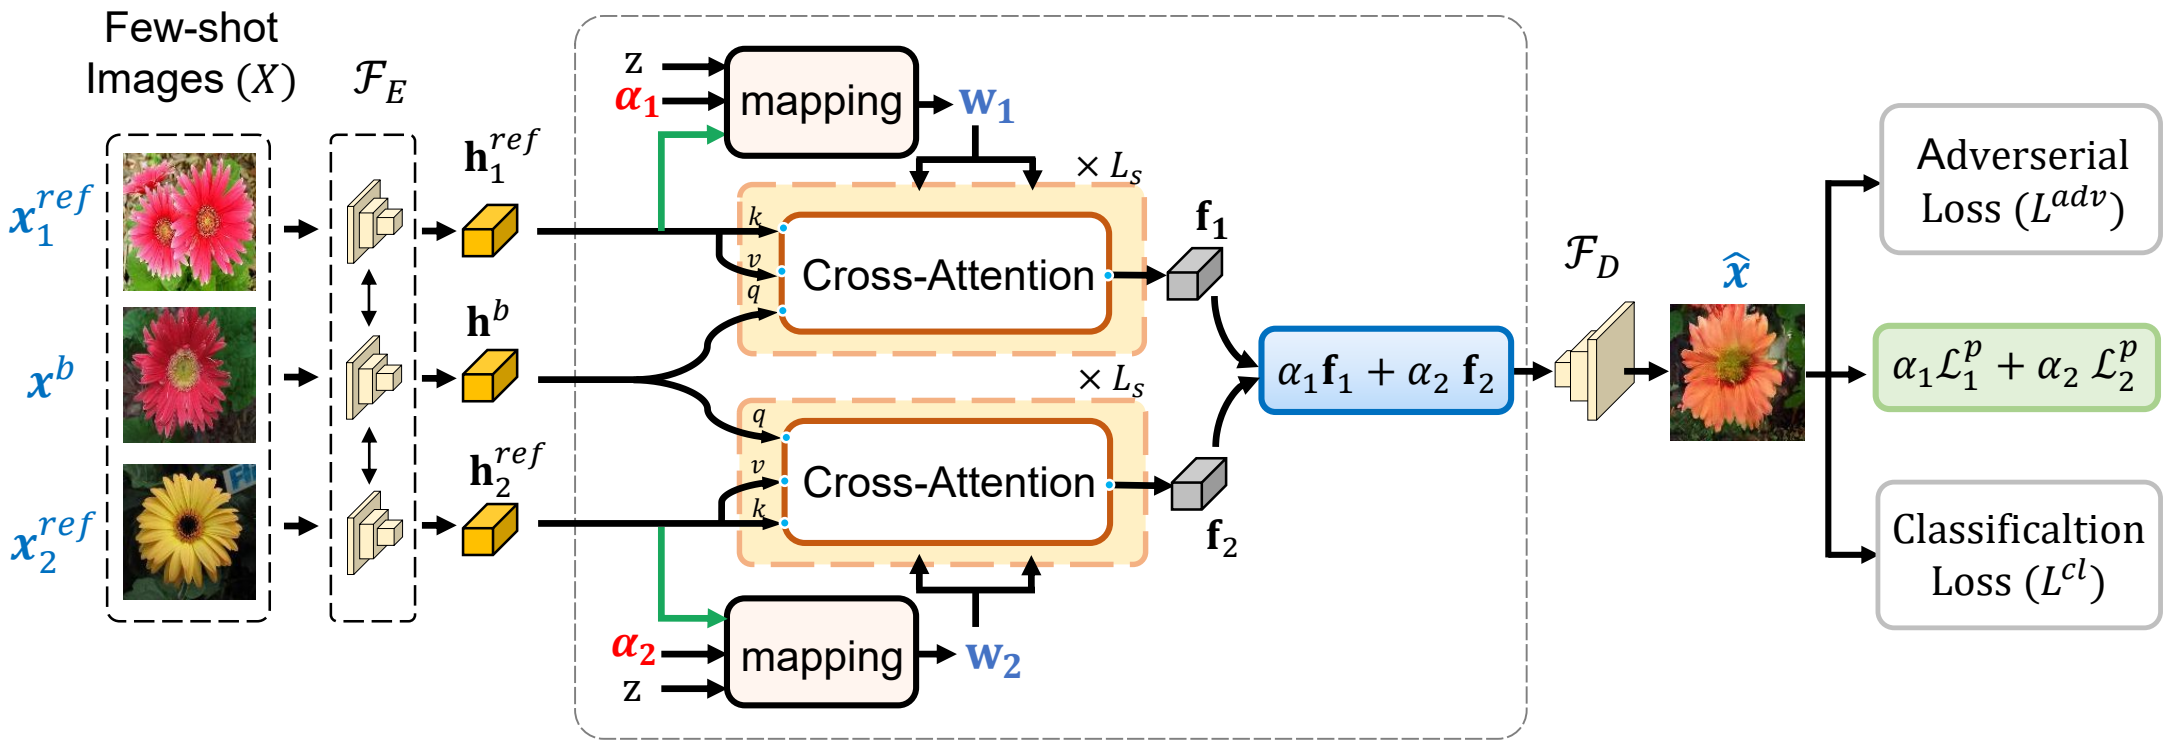 Few-shot
Images (X)
𝓕_E
x_1^{ref}
x^b
x_2^{ref}
h_1^{ref}
h^b
h_2^{ref}
z
α_1
mapping
w_1
× L_s
k
v
q
Cross-Attention
f_1
× L_s
q
v
k
Cross-Attention
f_2
α_2
z
mapping
w_2
α_1 f_1 + α_2 f_2
𝓕_D
x̂
Adverserial
Loss (L^{adv})
α_1 ℒ_1^p + α_2 ℒ_2^p
Classificaltion
Loss (L^{cl})